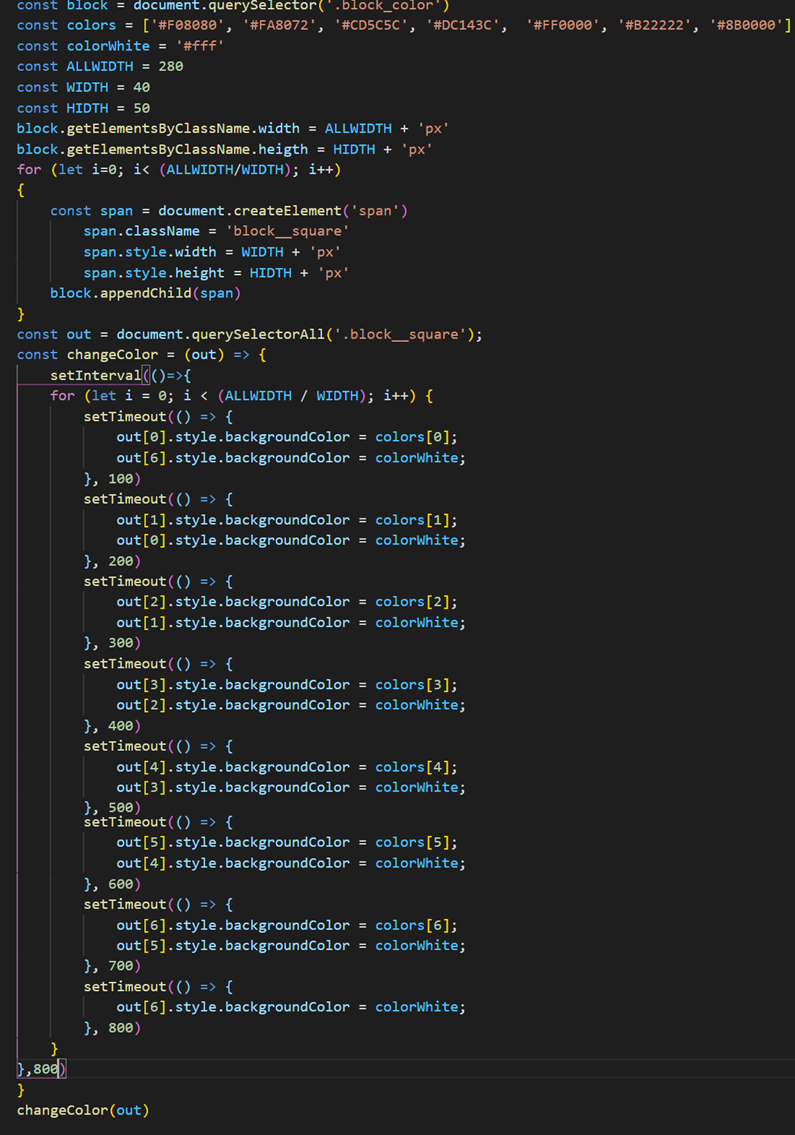 const block = document.querySelector('.block_color')
const colors = ['#F08080', '#FA8072', '#CD5C5C', '#DC143C',  '#FF0000', '#B22222', '#8B0000']
const colorWhite = '#fff'
const ALLWIDTH = 280
const WIDTH = 40
const HIDTH = 50
block.getElementsByClassName.width = ALLWIDTH + 'px'
block.getElementsByClassName.heigth = HIDTH + 'px'
for (let i=0; i< (ALLWIDTH/WIDTH); i++)
{
    const span = document.createElement('span')
        span.className = 'block__square'
        span.style.width = WIDTH + 'px'
        span.style.height = HIDTH + 'px'
    block.appendChild(span)
}
const out = document.querySelectorAll('.block__square');
const changeColor = (out) => {
    setInterval(()=>{
    for (let i = 0; i < (ALLWIDTH / WIDTH); i++) {
        setTimeout(() => {
            out[0].style.backgroundColor = colors[0];
            out[6].style.backgroundColor = colorWhite;
        }, 100)
        setTimeout(() => {
            out[1].style.backgroundColor = colors[1];
            out[0].style.backgroundColor = colorWhite;
        }, 200)
        setTimeout(() => {
            out[2].style.backgroundColor = colors[2];
            out[1].style.backgroundColor = colorWhite;
        }, 300)
        setTimeout(() => {
            out[3].style.backgroundColor = colors[3];
            out[2].style.backgroundColor = colorWhite;
        }, 400)
        setTimeout(() => {
            out[4].style.backgroundColor = colors[4];
            out[3].style.backgroundColor = colorWhite;
        }, 500)
        setTimeout(() => {
            out[5].style.backgroundColor = colors[5];
            out[4].style.backgroundColor = colorWhite;
        }, 600)
        setTimeout(() => {
            out[6].style.backgroundColor = colors[6];
            out[5].style.backgroundColor = colorWhite;
        }, 700)
        setTimeout(() => {
            out[6].style.backgroundColor = colorWhite;
        }, 800)
    }
},800)
}
changeColor(out)